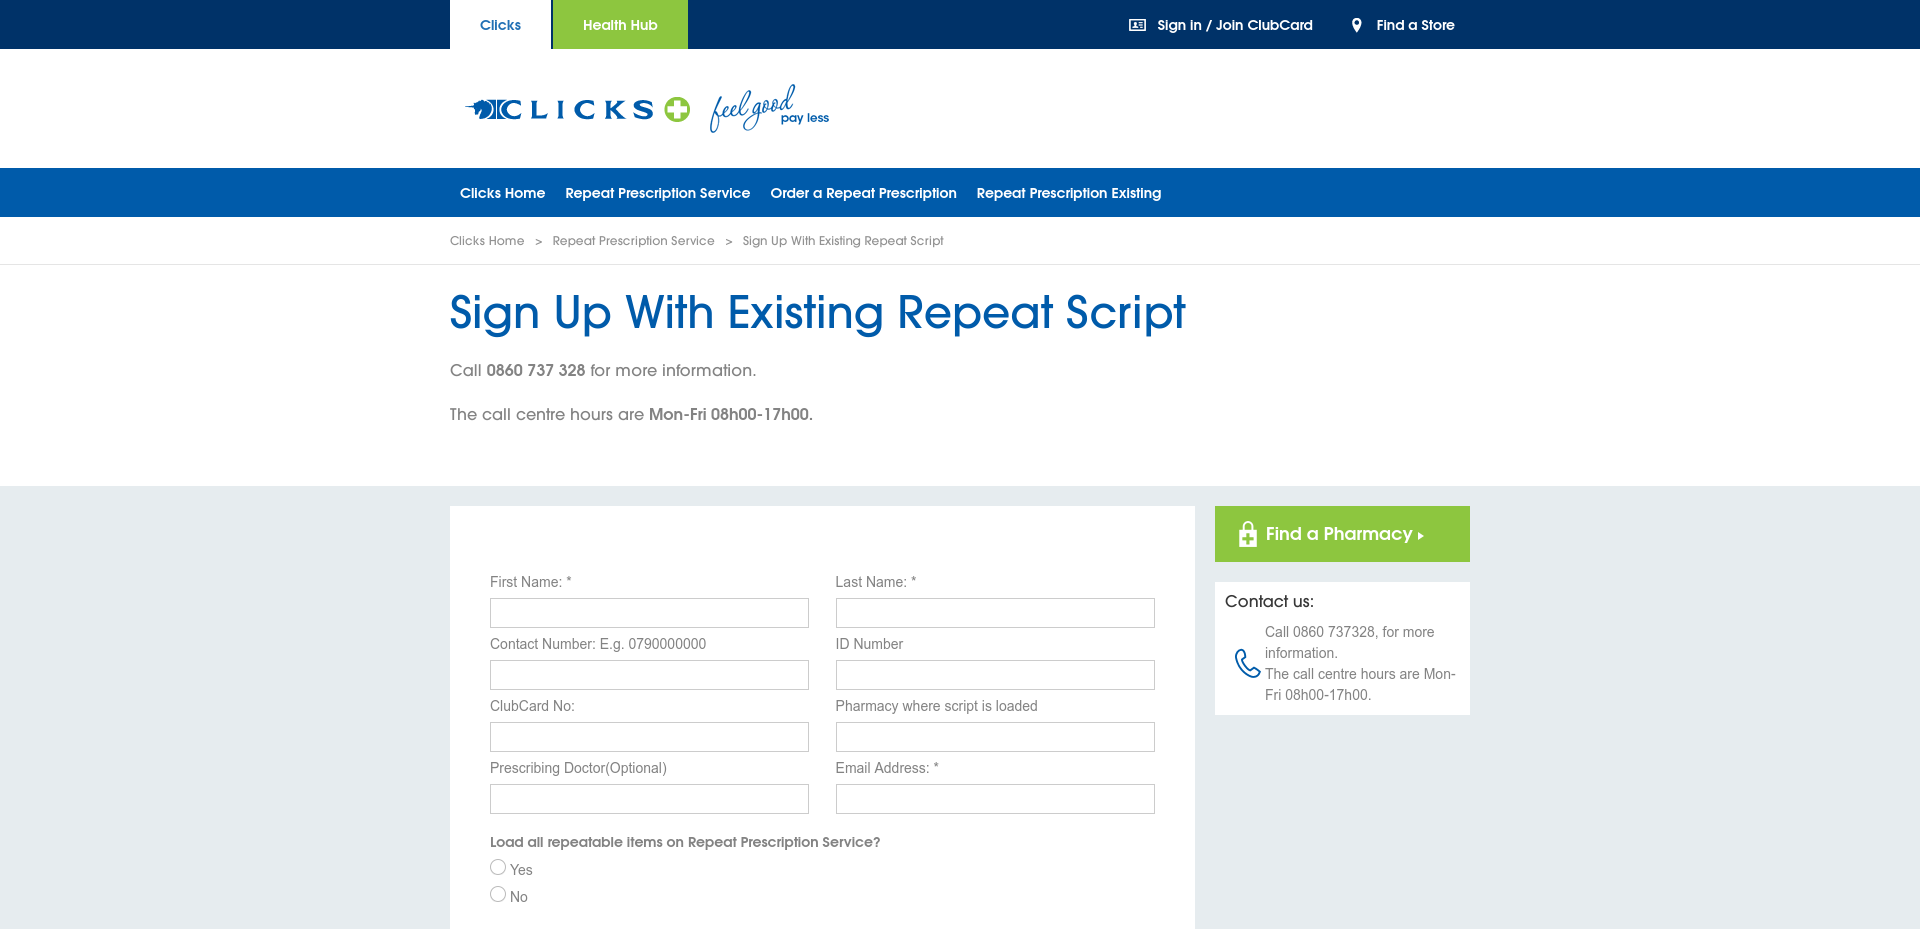 Clicks
Health Hub
Sign in / Join ClubCard
Find a Store
CLICKS
feel good
pay less
Clicks Home
Repeat Prescription Service
Order a Repeat Prescription
Repeat Prescription Existing
Clicks Home > Repeat Prescription Service > Sign Up With Existing Repeat Script
Sign Up With Existing Repeat Script
Call 0860 737 328 for more information.
The call centre hours are Mon-Fri 08h00-17h00.
First Name: *
Last Name: *
Contact Number: E.g. 0790000000
ID Number
ClubCard No:
Pharmacy where script is loaded
Prescribing Doctor(Optional)
Email Address: *
Load all repeatable items on Repeat Prescription Service?
Yes
No
Find a Pharmacy
Contact us:
Call 0860 737328, for more
information.
The call centre hours are Mon-
Fri 08h00-17h00.